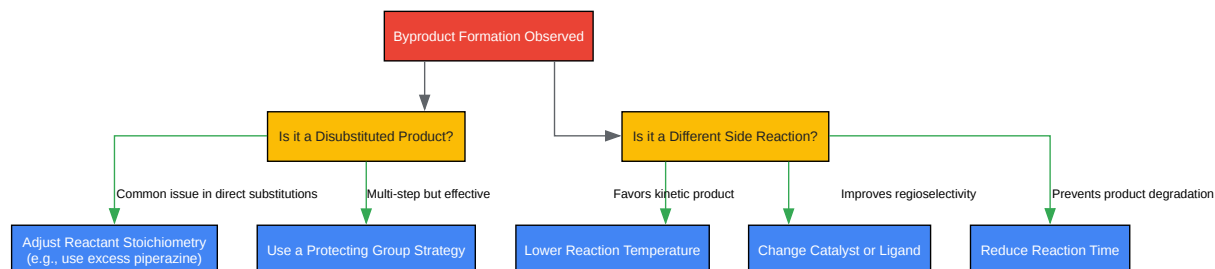 Byproduct Formation Observed
Is it a Disubstituted Product?
Is it a Different Side Reaction?
Common issue in direct substitutions
Multi-step but effective
Favors kinetic product
Improves regioselectivity
Prevents product degradation
Adjust Reactant Stoichiometry
(e.g., use excess piperazine)
Use a Protecting Group Strategy
Lower Reaction Temperature
Change Catalyst or Ligand
Reduce Reaction Time